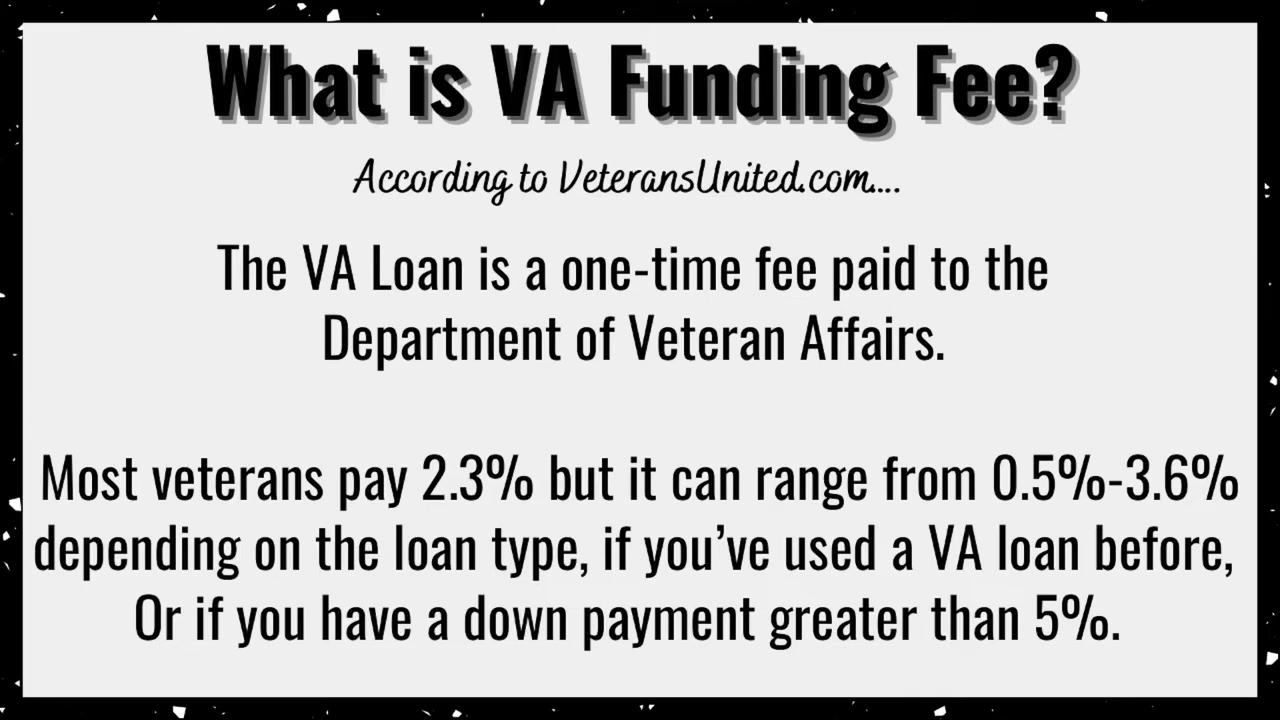 What is VA Funding Fee?
According to VeteransUnited.com....
The VA Loan is a one-time fee paid to the
Department of Veteran Affairs.
Most veterans pay 2.3% but it can range from 0.5%-3.6%
depending on the loan type, if you’ve used a VA loan before,
Or if you have a down payment greater than 5%.